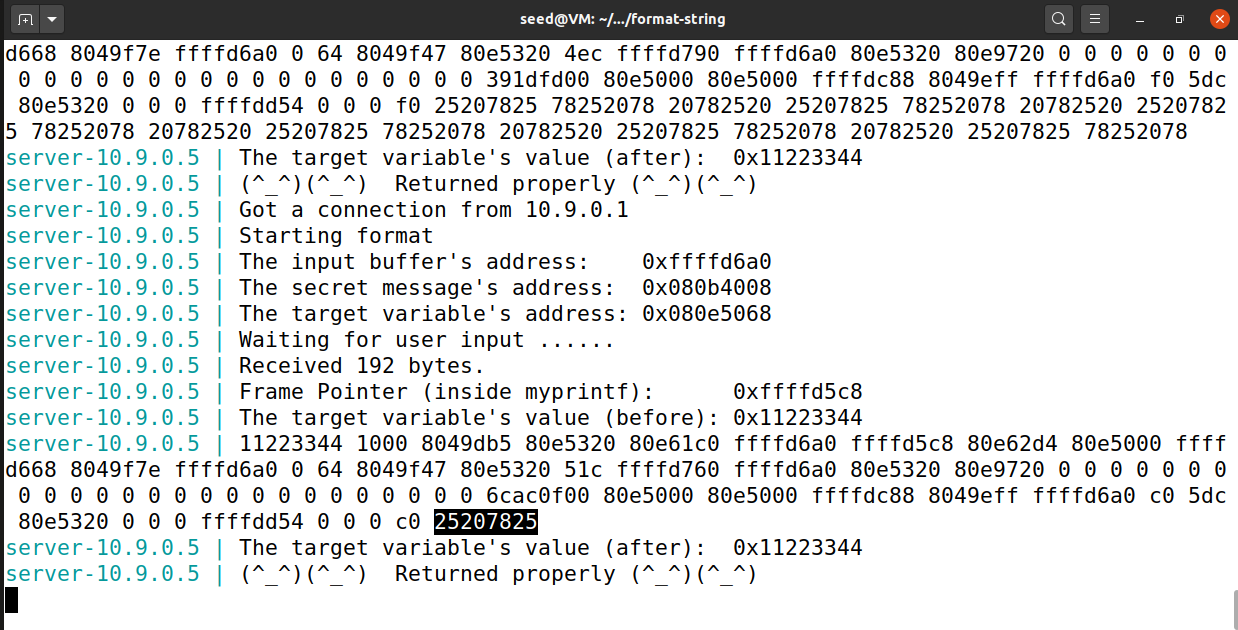 seed@VM: ~/.../format-string
d668 8049f7e ffffd6a0 0 64 8049f47 80e5320 4ec ffffd790 ffffd6a0 80e5320 80e9720 0 0 0 0 0 0 0
0 0 0 0 0 0 0 0 0 0 0 0 0 0 0 0 0 0 391dfd00 80e5000 80e5000 ffffdc88 8049eff ffffd6a0 f0 5dc
80e5320 0 0 0 ffffdd54 0 0 0 f0 25207825 78252078 20782520 25207825 78252078 20782520 2520782
5 78252078 20782520 25207825 78252078 20782520 25207825 78252078 20782520 25207825 78252078
server-10.9.0.5 | The target variable's value (after):  0x11223344
server-10.9.0.5 | (^_^)(^_^)  Returned properly (^_^)(^_^)
server-10.9.0.5 | Got a connection from 10.9.0.1
server-10.9.0.5 | Starting format
server-10.9.0.5 | The input buffer's address:    0xffffd6a0
server-10.9.0.5 | The secret message's address:  0x080b4008
server-10.9.0.5 | The target variable's address: 0x080e5068
server-10.9.0.5 | Waiting for user input ......
server-10.9.0.5 | Received 192 bytes.
server-10.9.0.5 | Frame Pointer (inside myprintf):      0xffffd5c8
server-10.9.0.5 | The target variable's value (before): 0x11223344
server-10.9.0.5 | 11223344 1000 8049db5 80e5320 80e61c0 ffffd6a0 ffffd5c8 80e62d4 80e5000 ffff
d668 8049f7e ffffd6a0 0 64 8049f47 80e5320 51c ffffd760 ffffd6a0 80e5320 80e9720 0 0 0 0 0 0 0
0 0 0 0 0 0 0 0 0 0 0 0 0 0 0 0 0 0 6cac0f00 80e5000 80e5000 ffffdc88 8049eff ffffd6a0 c0 5dc
80e5320 0 0 0 ffffdd54 0 0 0 c0 25207825
server-10.9.0.5 | The target variable's value (after):  0x11223344
server-10.9.0.5 | (^_^)(^_^)  Returned properly (^_^)(^_^)